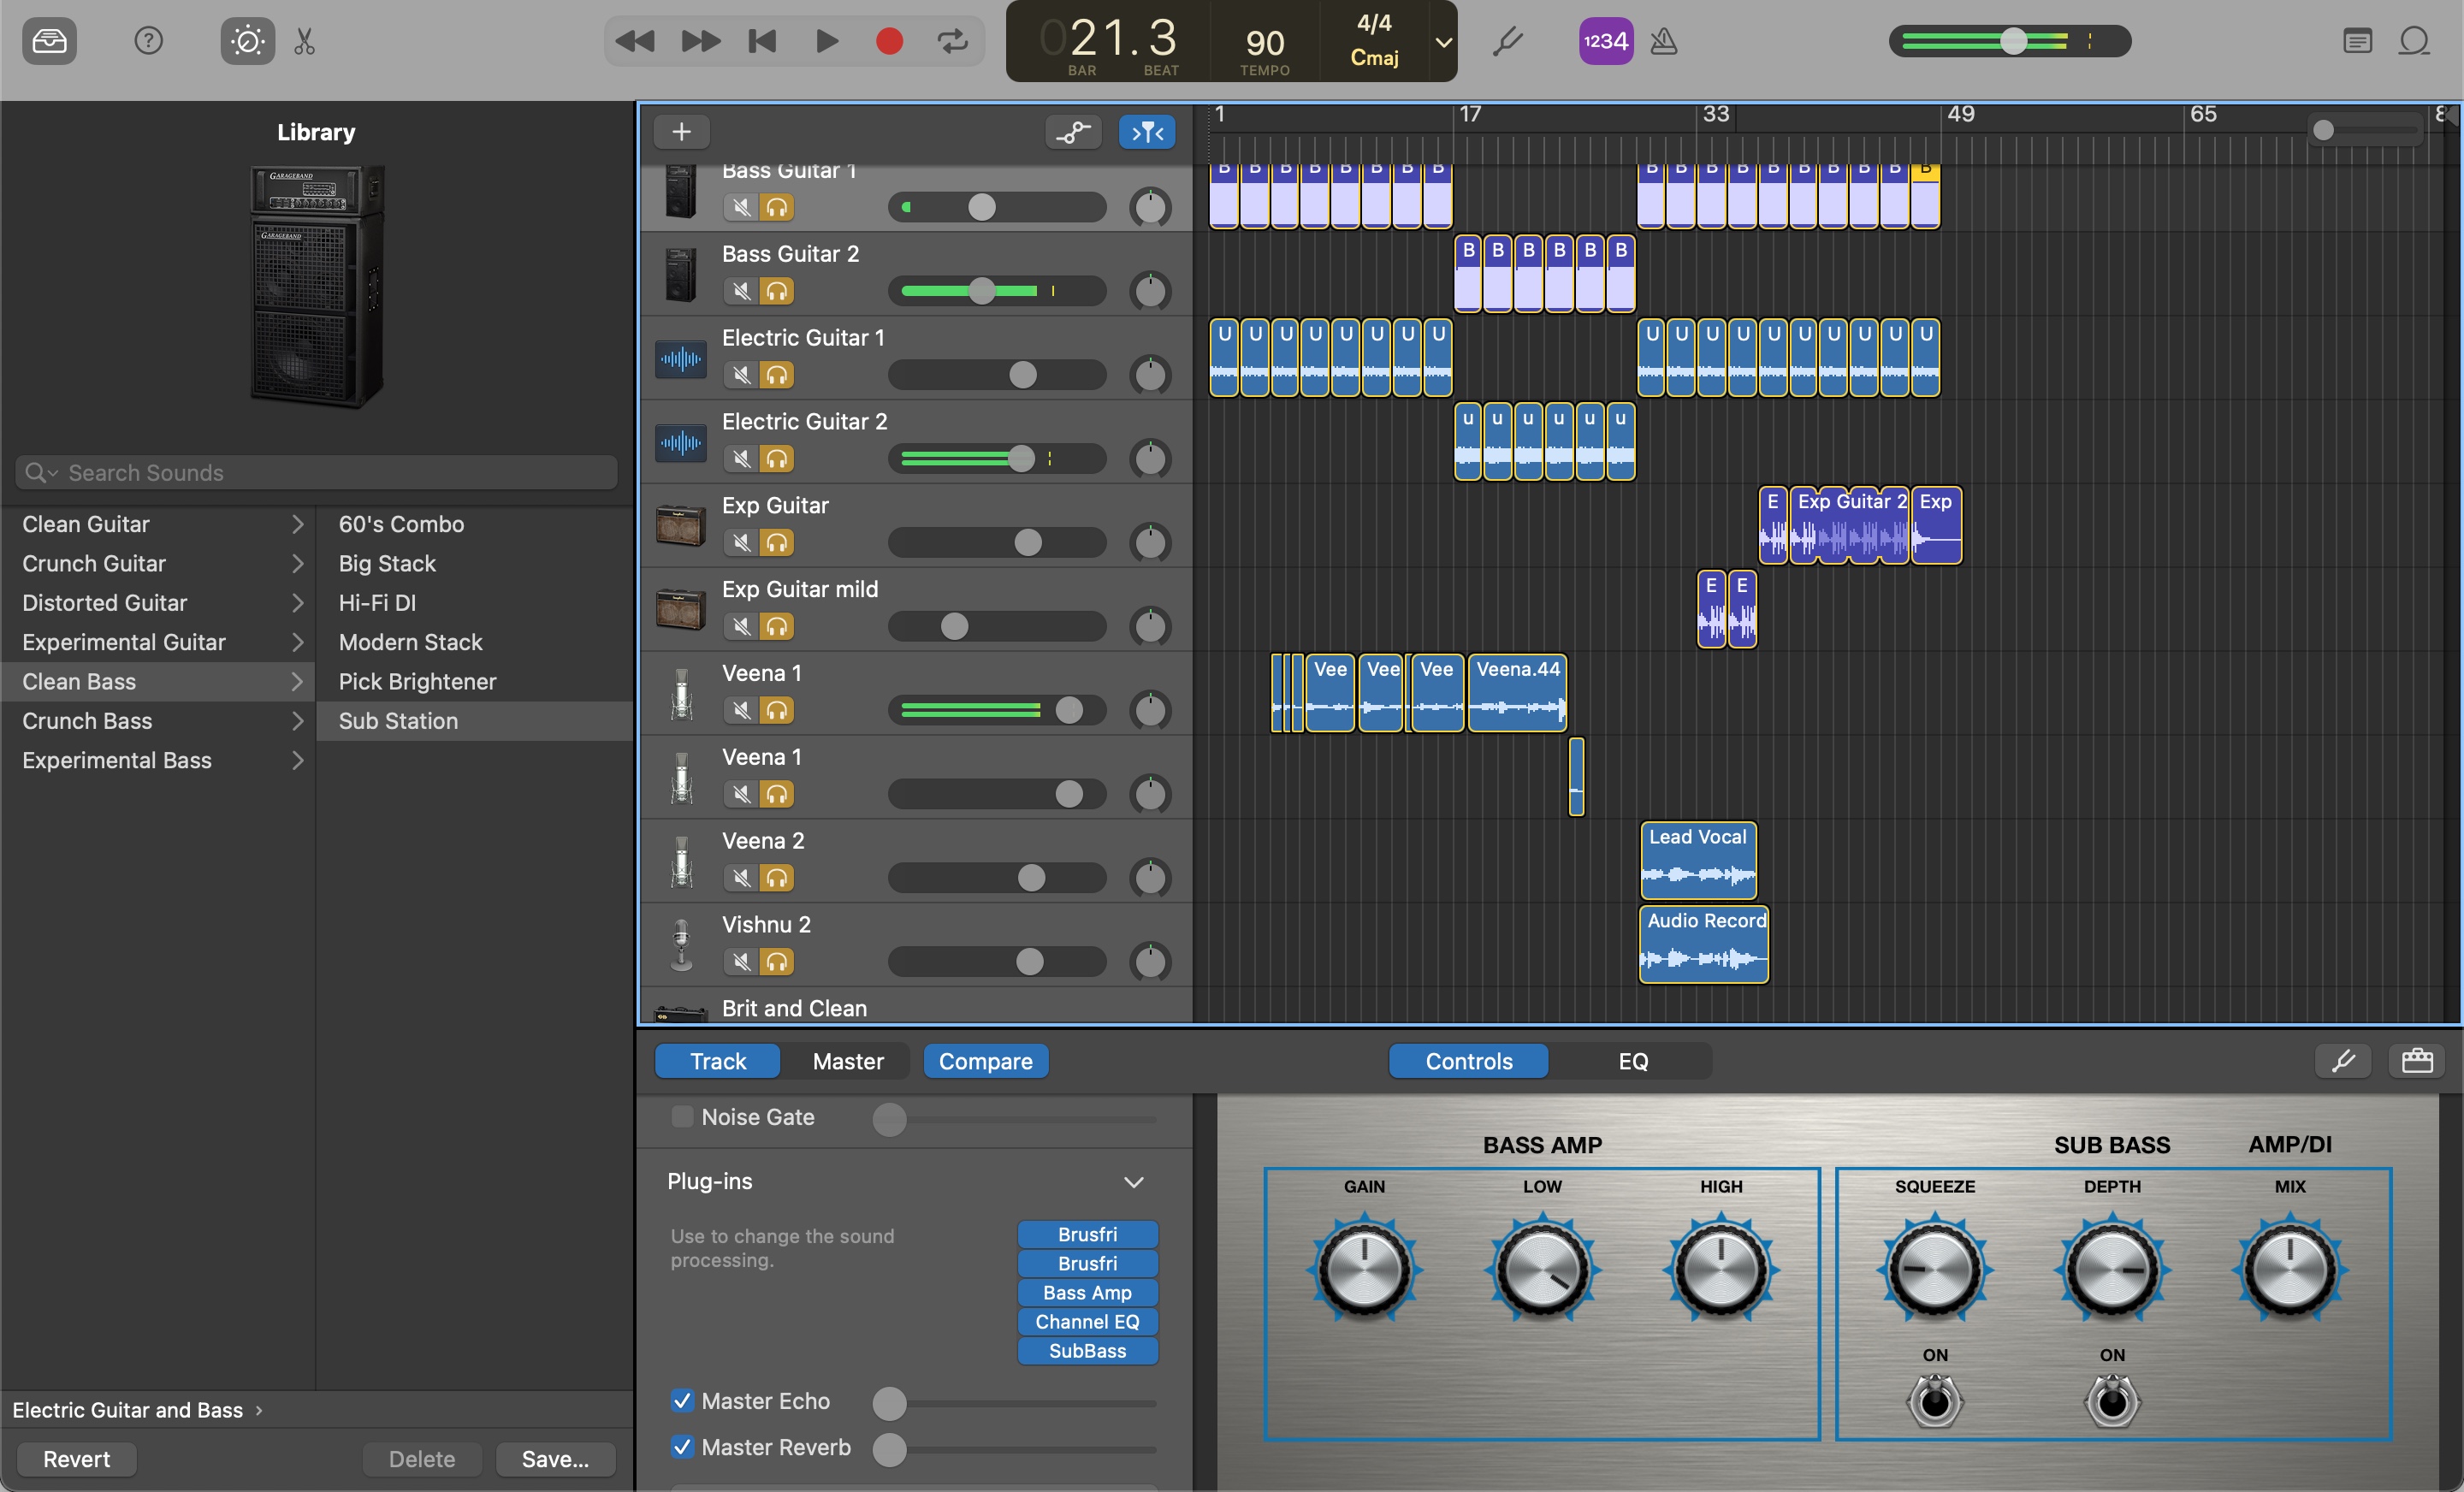 021.3
BAR BEAT
90
TEMPO
4/4
Cmaj
1234
Library
GARAGEBAND
GARAGEBAND
Search Sounds
Clean Guitar
Crunch Guitar
Distorted Guitar
Experimental Guitar
Clean Bass
Crunch Bass
Experimental Bass
60's Combo
Big Stack
Hi-Fi DI
Modern Stack
Pick Brightener
Sub Station
Electric Guitar and Bass
Revert
Delete
Save...
1 17 33 49 65 8
Bass Guitar 1
B B B B B B B B B B B B B B B B B B
Bass Guitar 2
B B B B B B
Electric Guitar 1
U U U U U U U U U U U U U U U U U U
Electric Guitar 2
u u u u u u
Exp Guitar
E Exp Guitar 2 Exp
Exp Guitar mild
E E
Veena 1
Vee Vee Vee Veena.44
Veena 1
Veena 2
Lead Vocal
Vishnu 2
Audio Record
Brit and Clean
Track Master Compare
Controls EQ
Noise Gate
Plug-ins
Use to change the sound
processing.
Brusfri
Brusfri
Bass Amp
Channel EQ
SubBass
Master Echo
Master Reverb
BASS AMP
GAIN LOW HIGH
SUB BASS AMP/DI
SQUEEZE DEPTH MIX
ON ON